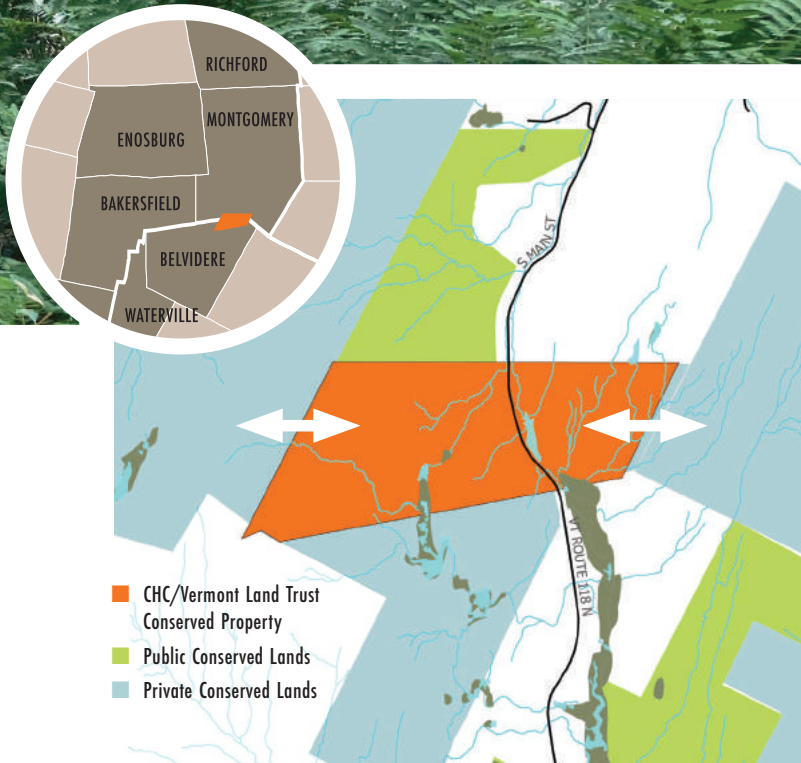 RICHFORD
MONTGOMERY
ENOSBURG
BAKERSFIELD
BELVIDERE
WATERVILLE
S MAIN ST
VT ROUTE 118 N
CHC/Vermont Land Trust
Conserved Property
Public Conserved Lands
Private Conserved Lands